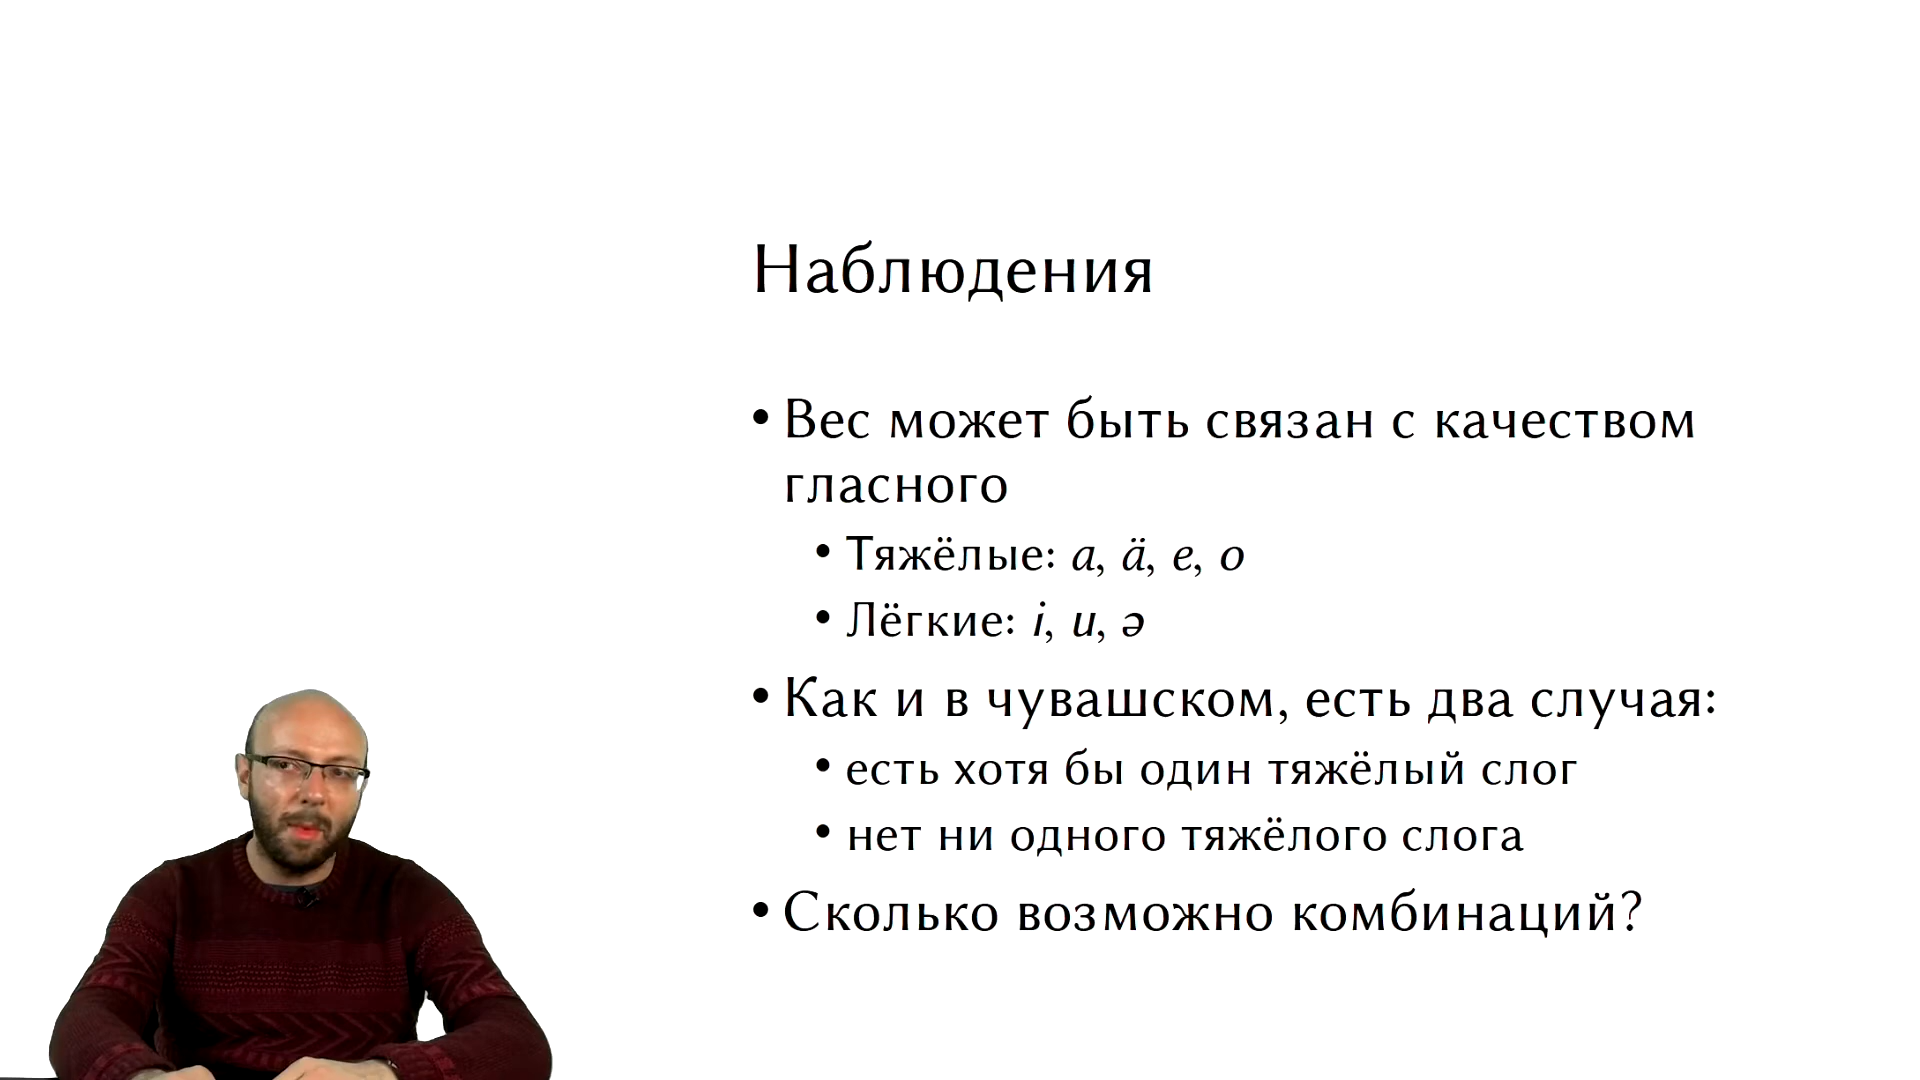 Наблюдения
• Вес может быть связан с качеством
гласного
• Тяжёлые: a, ä, e, o
• Лёгкие: i, u, ə
• Как и в чувашском, есть два случая:
• есть хотя бы один тяжёлый слог
• нет ни одного тяжёлого слога
• Сколько возможно комбинаций?